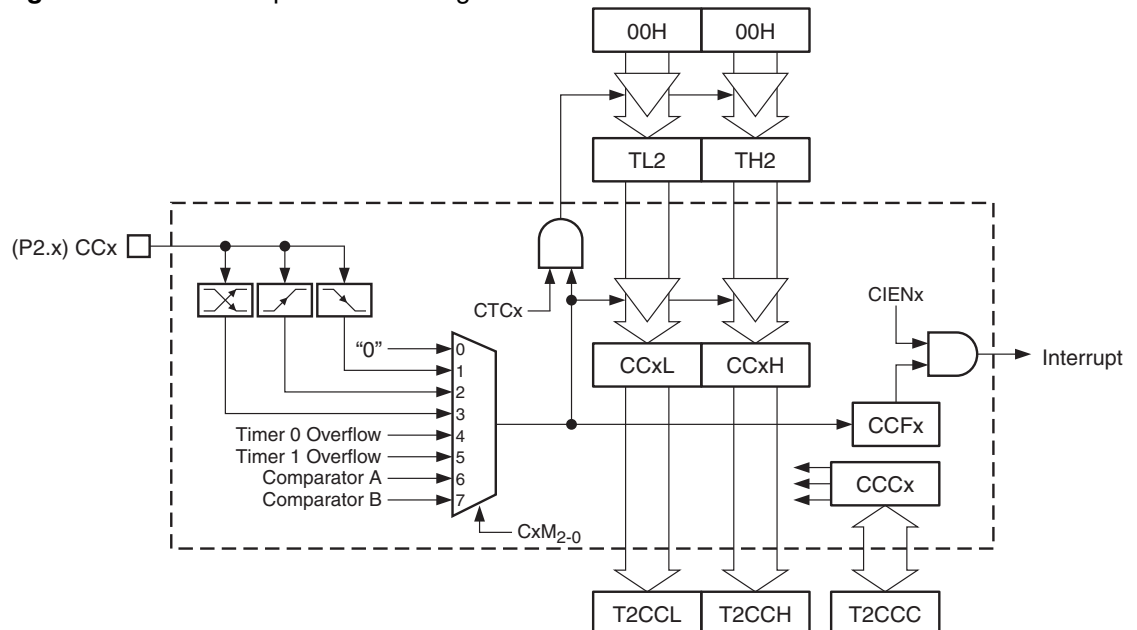 00H 00H
TL2 TH2
(P2.x) CCx
CTCx
CIENx
"0"
0
1
2
3
Timer 0 Overflow 4
Timer 1 Overflow 5
Comparator A 6
Comparator B 7
CxM2-0
CCxL CCxH
Interrupt
CCFx
CCCx
T2CCL T2CCH T2CCC